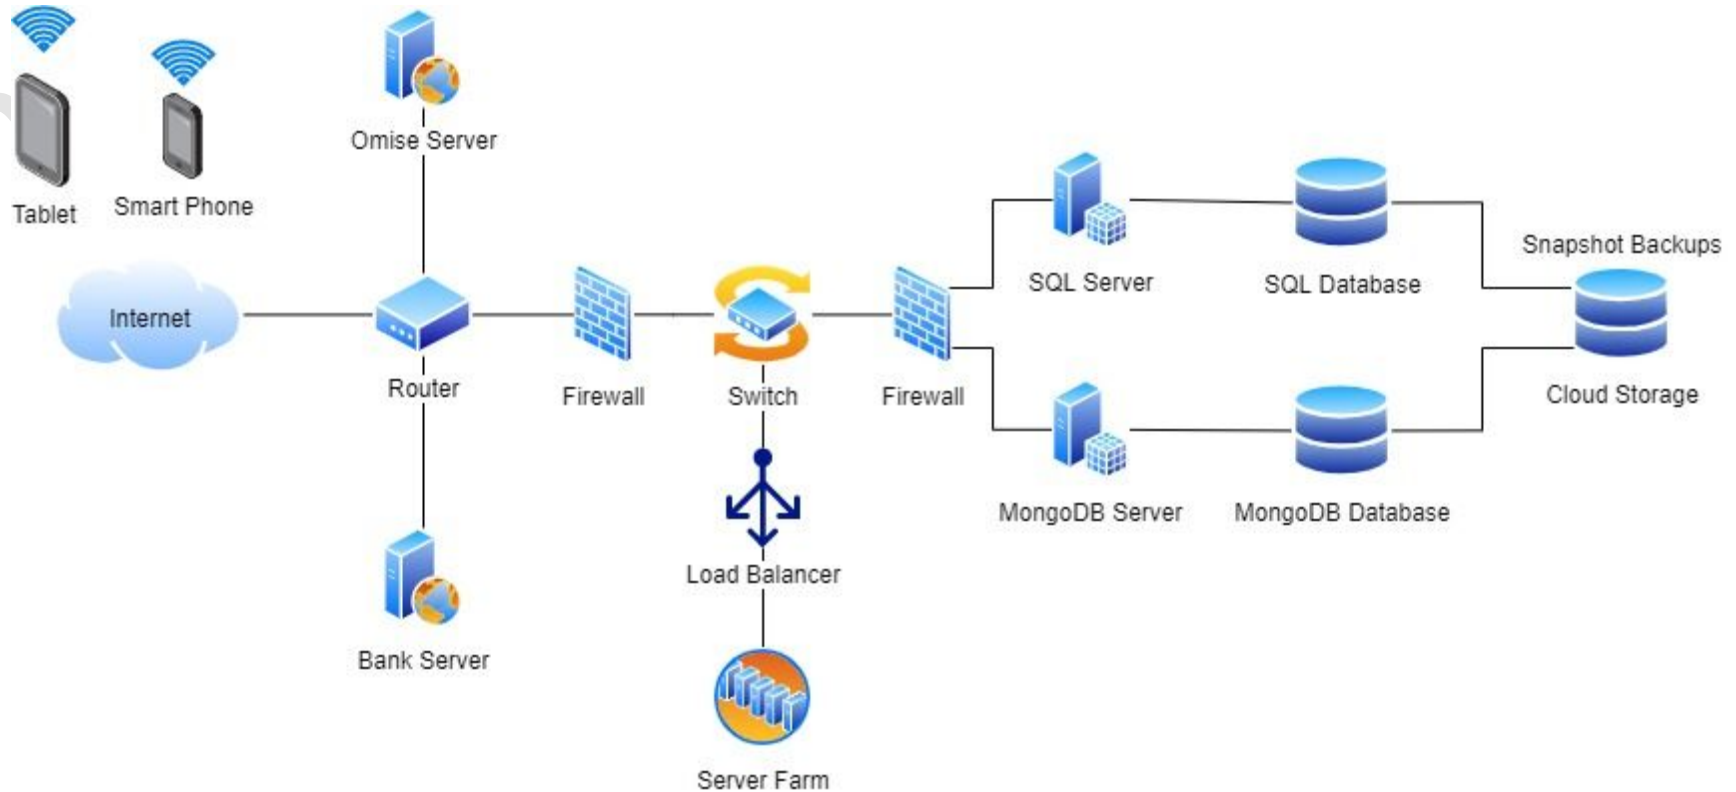 Omise Server
Tablet
Smart Phone
Internet
Router
Firewall
Switch
Firewall
SQL Server
SQL Database
Snapshot Backups
Cloud Storage
MongoDB Server
MongoDB Database
Load Balancer
Bank Server
Server Farm